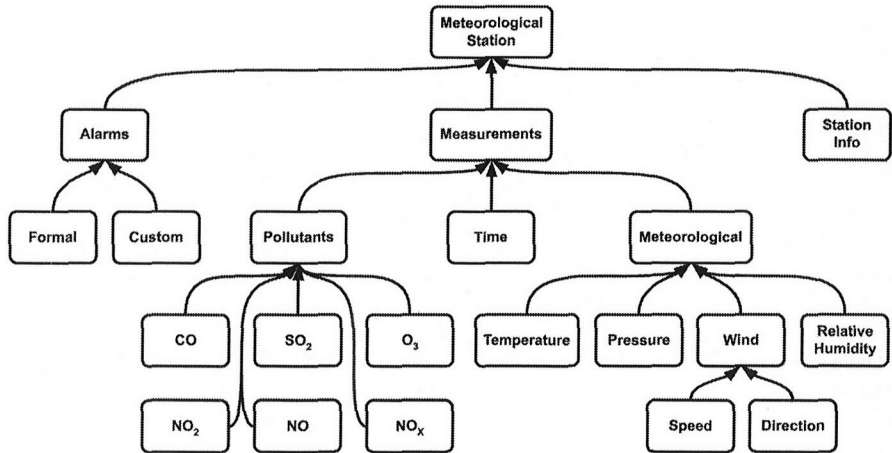 Meteorological
Station
Alarms
Measurements
Station
Info
Formal
Custom
Pollutants
Time
Meteorological
CO
SO₂
O₃
Temperature
Pressure
Wind
Relative
Humidity
NO₂
NO
NOₓ
Speed
Direction